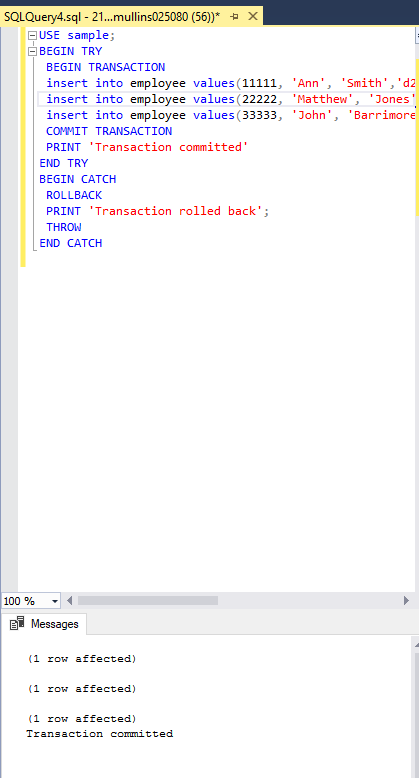 SQLQuery4.sql - 21...mullins025080 (56))*
USE sample;
BEGIN TRY
BEGIN TRANSACTION
insert into employee values(11111, 'Ann', 'Smith','d2
insert into employee values(22222, 'Matthew', 'Jones'
insert into employee values(33333, 'John', 'Barrimore
COMMIT TRANSACTION
PRINT 'Transaction committed'
END TRY
BEGIN CATCH
ROLLBACK
PRINT 'Transaction rolled back';
THROW
END CATCH
100 %
Messages
(1 row affected)
(1 row affected)
(1 row affected)
Transaction committed